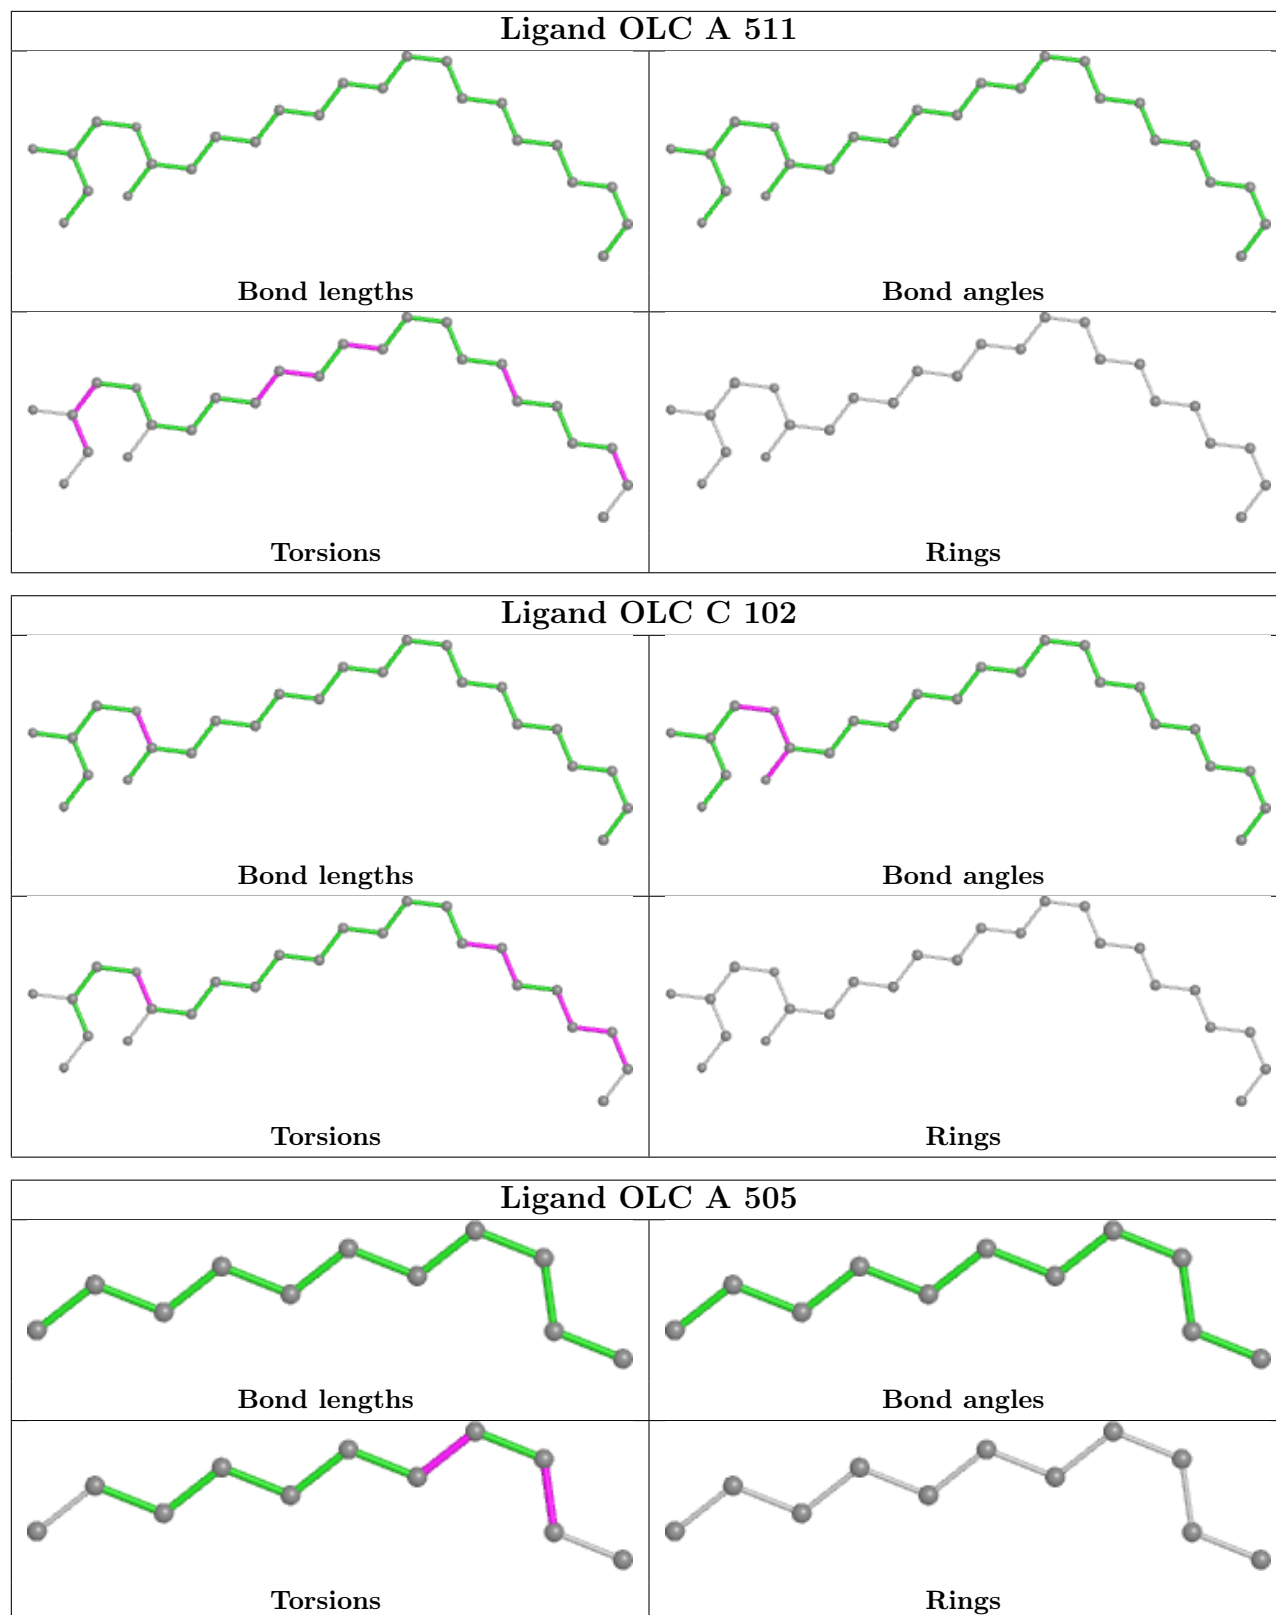 Ligand OLC A 511
Bond lengths
Bond angles
Torsions
Rings
Ligand OLC C 102
Bond lengths
Bond angles
Torsions
Rings
Ligand OLC A 505
Bond lengths
Bond angles
Torsions
Rings